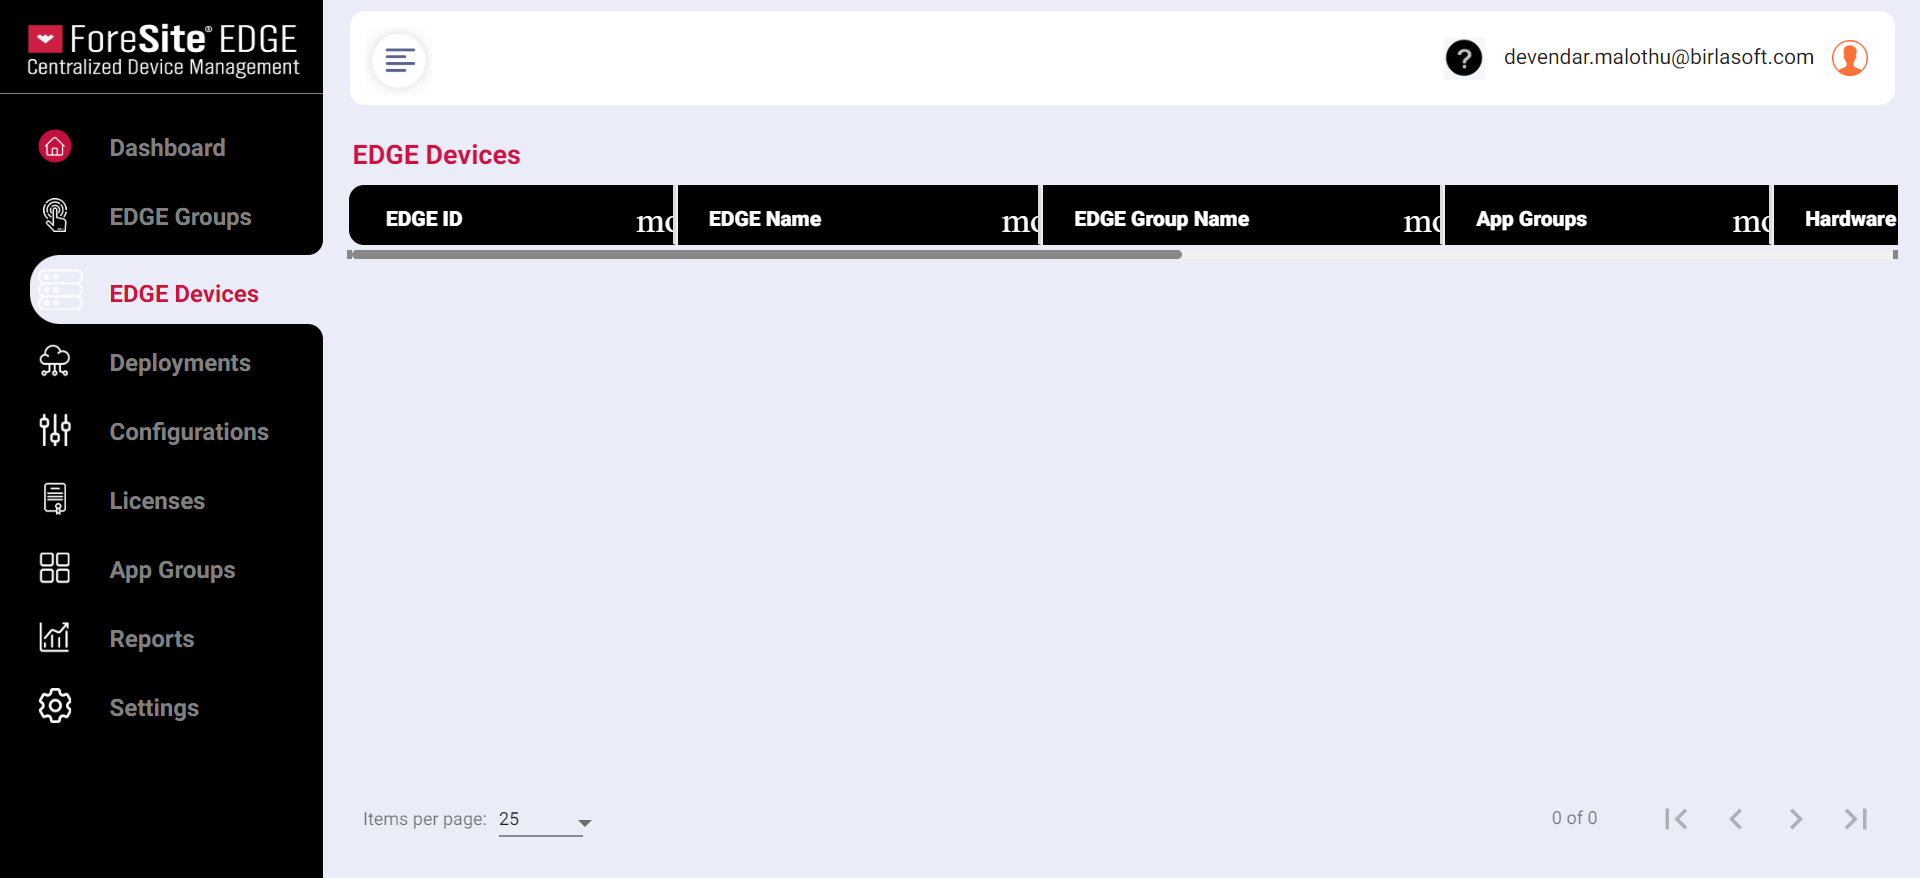 ForeSite® EDGE
Centralized Device Management
devendar.malothu@birlasoft.com
Dashboard
EDGE Groups
EDGE Devices
Deployments
Configurations
Licenses
App Groups
Reports
Settings
EDGE Devices
EDGE ID mo EDGE Name mo EDGE Group Name mo App Groups mo Hardware
Items per page: 25
0 of 0